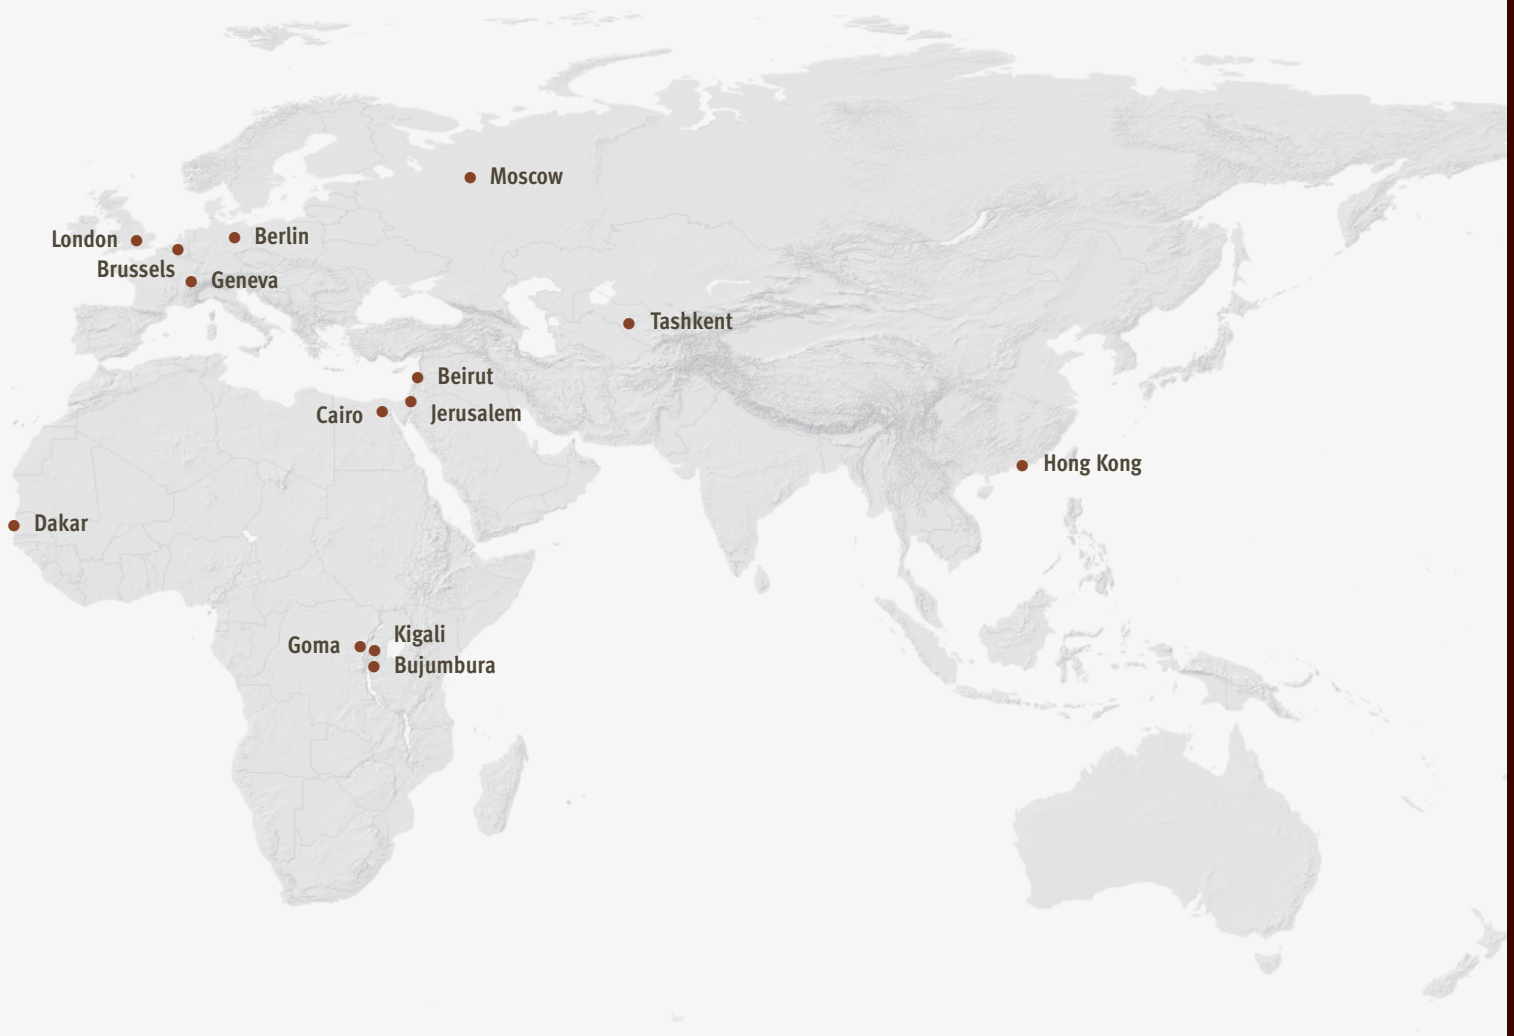 Moscow
London
Berlin
Brussels
Geneva
Tashkent
Beirut
Cairo
Jerusalem
Hong Kong
Dakar
Kigali
Goma
Bujumbura